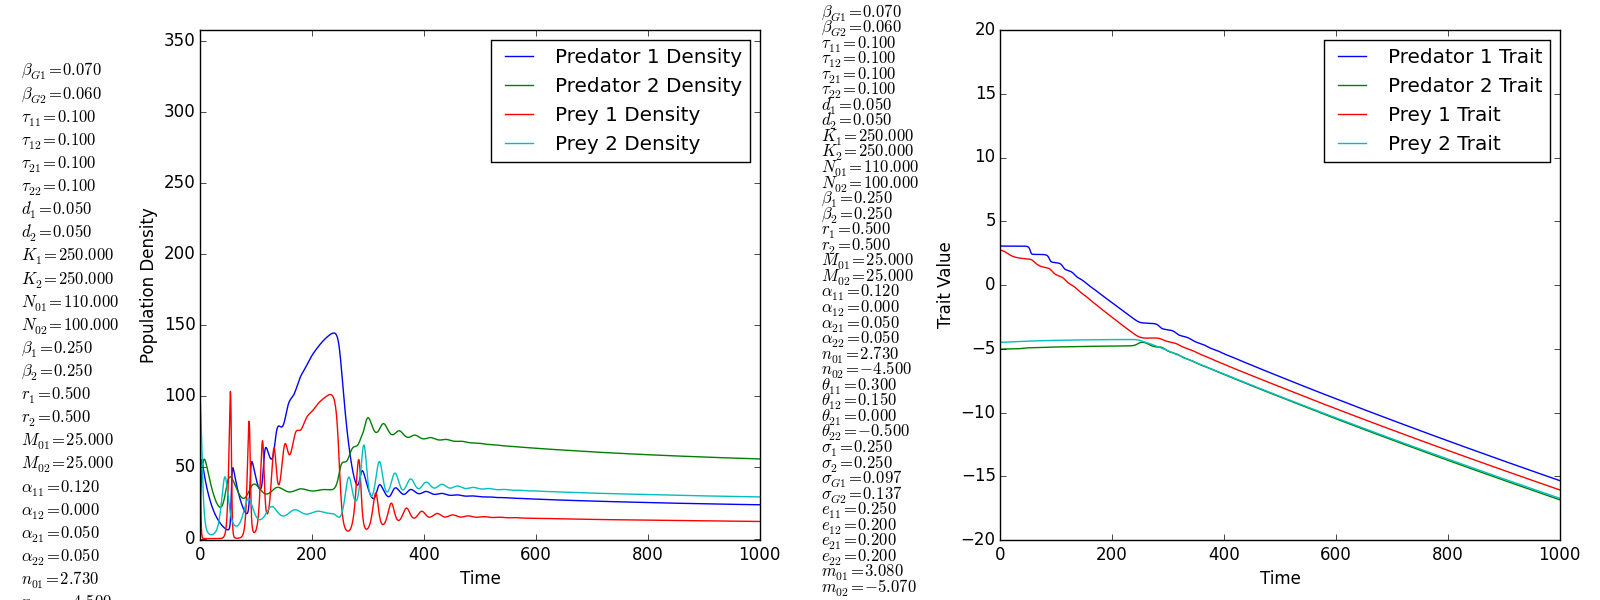 β_G1=0.070
β_G2=0.060
τ_11=0.100
τ_12=0.100
τ_21=0.100
τ_22=0.100
d_1=0.050
d_2=0.050
K_1=250.000
K_2=250.000
N_01=110.000
N_02=100.000
β_1=0.250
β_2=0.250
r_1=0.500
r_2=0.500
M_01=25.000
M_02=25.000
α_11=0.120
α_12=0.000
α_21=0.050
α_22=0.050
n_01=2.730
4.500
Population Density
350
300
250
200
150
100
50
0
0 200 400 600 800 1000
Time
Predator 1 Density
Predator 2 Density
Prey 1 Density
Prey 2 Density
β_G1=0.070
β_G2=0.060
τ_11=0.100
τ_12=0.100
τ_21=0.100
τ_22=0.100
d_1=0.050
d_2=0.050
K_1=250.000
K_2=250.000
N_01=110.000
N_02=100.000
β_1=0.250
β_2=0.250
r_1=0.500
r_2=0.500
M_01=25.000
M_02=25.000
α_11=0.120
α_12=0.000
α_21=0.050
α_22=0.050
n_01=2.730
n_02=−4.500
θ_11=0.300
θ_12=0.150
θ_21=0.000
θ_22=−0.500
σ_1=0.250
σ_2=0.250
σ_G1=0.097
σ_G2=0.137
e_11=0.250
e_12=0.200
e_21=0.200
e_22=0.200
m_01=3.080
m_02=−5.070
Trait Value
20
15
10
5
0
−5
−10
−15
−20
0 200 400 600 800 1000
Time
Predator 1 Trait
Predator 2 Trait
Prey 1 Trait
Prey 2 Trait